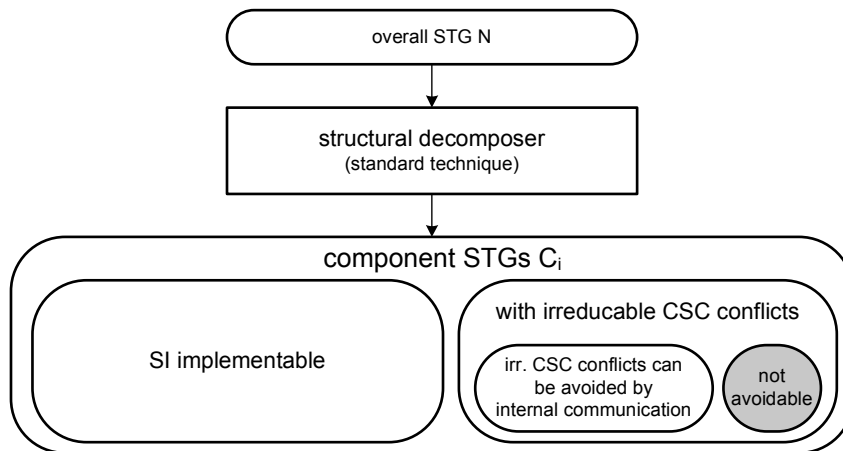 overall STG N
structural decomposer
(standard technique)
component STGs Ci
SI implementable
with irreducable CSC conflicts
irr. CSC conflicts can
be avoided by
internal communication
not
avoidable